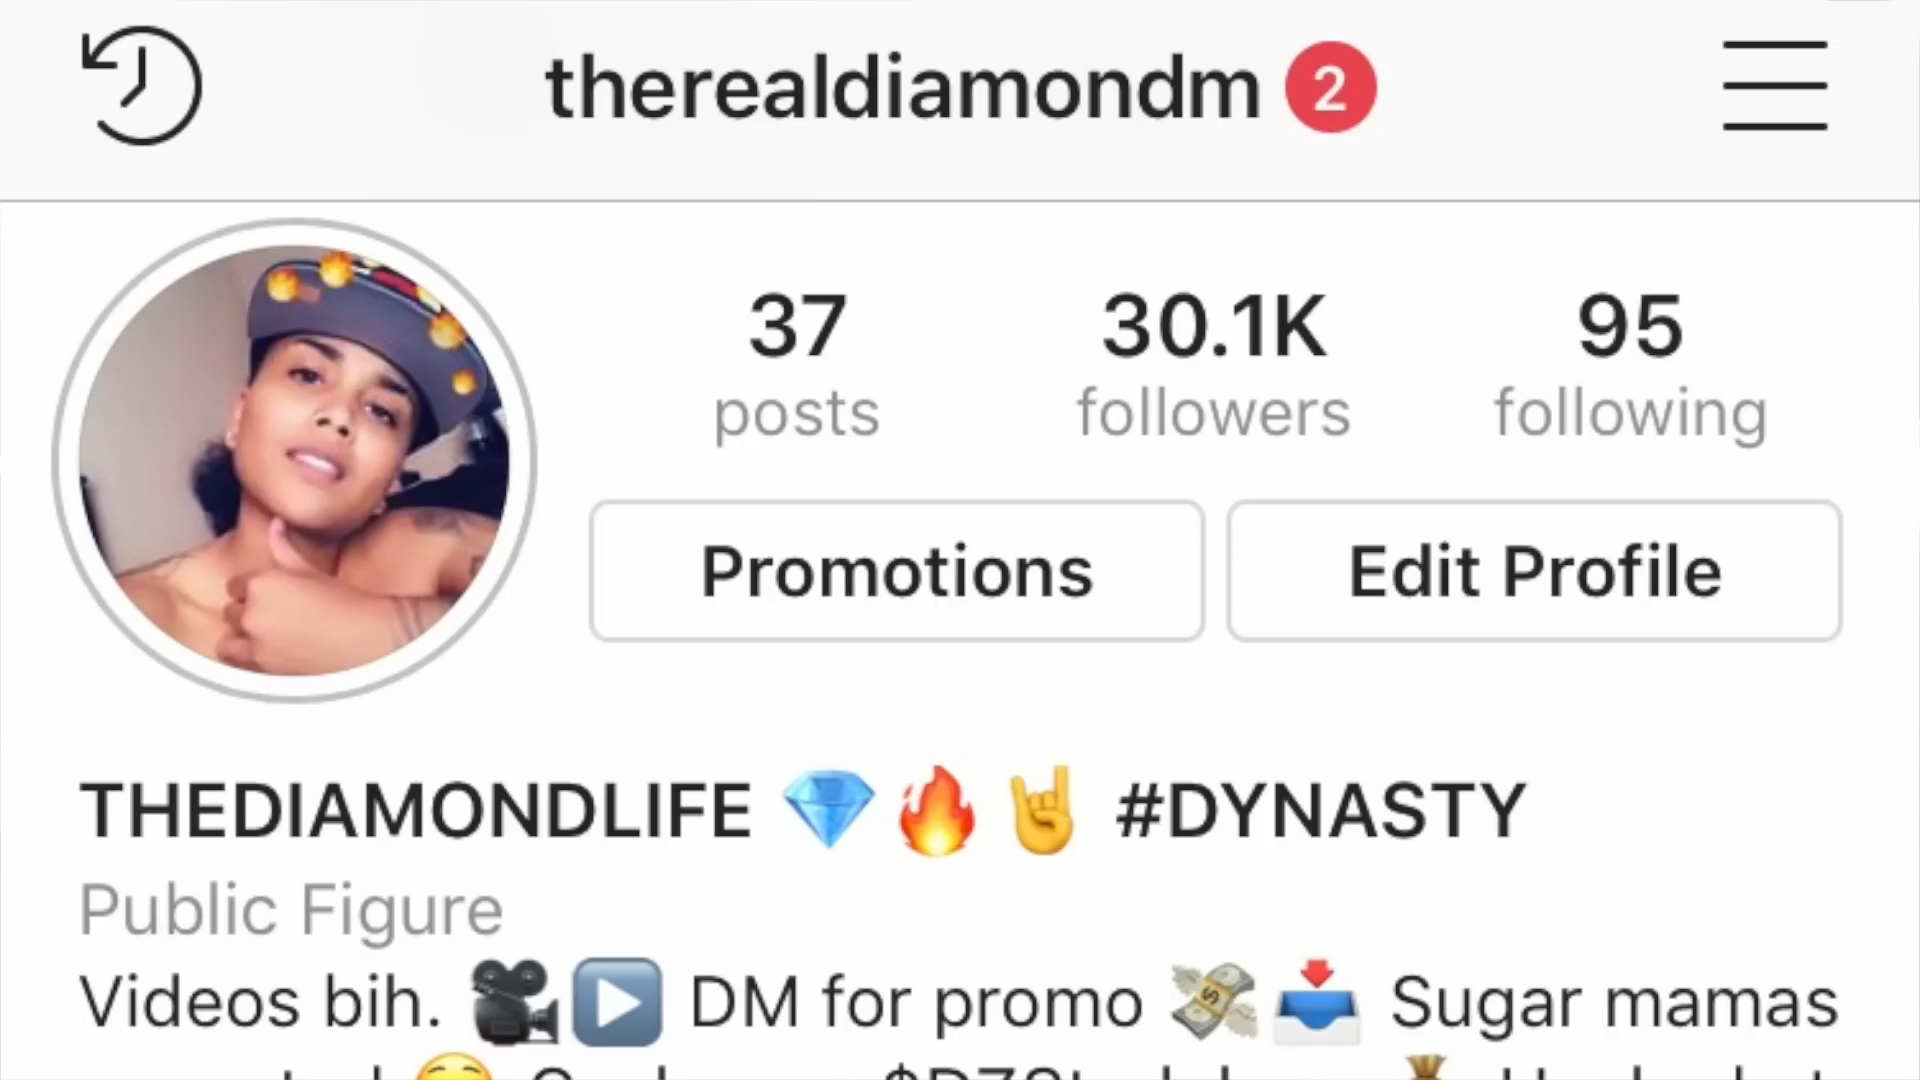 therealdiamondm 2
37 30.1K 95
posts followers following
Promotions Edit Profile
THEDIAMONDLIFE 💎🔥🤘 #DYNASTY
Public Figure
Videos bih. 🎥▶️ DM for promo 💸📥 Sugar mamas